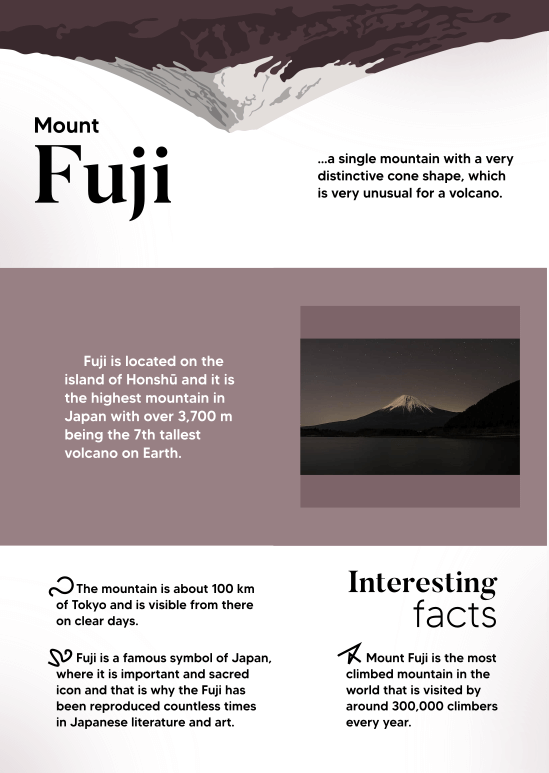 Mount
Fuji
...a single mountain with a very
distinctive cone shape, which
is very unusual for a volcano.
Fuji is located on the
island of Honshū and it is
the highest mountain in
Japan with over 3,700 m
being the 7th tallest
volcano on Earth.
Interesting
facts
The mountain is about 100 km
of Tokyo and is visible from there
on clear days.
Fuji is a famous symbol of Japan,
where it is important and sacred
icon and that is why the Fuji has
been reproduced countless times
in Japanese literature and art.
Mount Fuji is the most
climbed mountain in the
world that is visited by
around 300,000 climbers
every year.